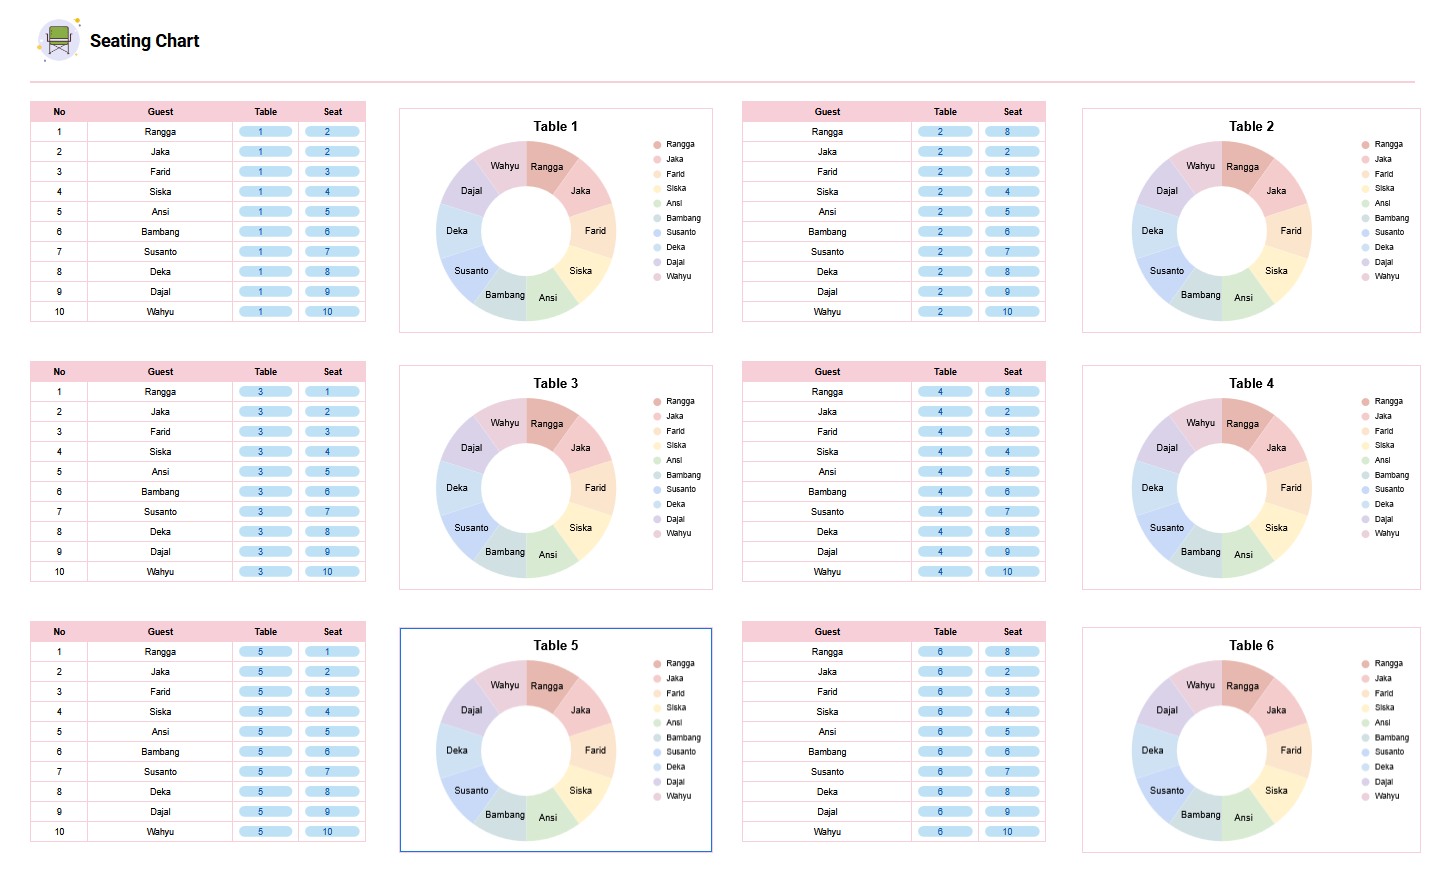 Seating Chart
No Guest Table Seat
1 Rangga 1 2
2 Jaka 1 2
3 Farid 1 3
4 Siska 1 4
5 Ansi 1 5
6 Bambang 1 6
7 Susanto 1 7
8 Deka 1 8
9 Dajal 1 9
10 Wahyu 1 10
Table 1
Wahyu Rangga
Dajal Jaka
Deka Farid
Susanto Siska
Bambang Ansi
Rangga
Jaka
Farid
Siska
Ansi
Bambang
Susanto
Deka
Dajal
Wahyu
Guest Table Seat
Rangga 2 8
Jaka 2 2
Farid 2 3
Siska 2 4
Ansi 2 5
Bambang 2 6
Susanto 2 7
Deka 2 8
Dajal 2 9
Wahyu 2 10
Table 2
Wahyu Rangga
Dajal Jaka
Deka Farid
Susanto Siska
Bambang Ansi
Rangga
Jaka
Farid
Siska
Ansi
Bambang
Susanto
Deka
Dajal
Wahyu
No Guest Table Seat
1 Rangga 3 1
2 Jaka 3 2
3 Farid 3 3
4 Siska 3 4
5 Ansi 3 5
6 Bambang 3 6
7 Susanto 3 7
8 Deka 3 8
9 Dajal 3 9
10 Wahyu 3 10
Table 3
Wahyu Rangga
Dajal Jaka
Deka Farid
Susanto Siska
Bambang Ansi
Rangga
Jaka
Farid
Siska
Ansi
Bambang
Susanto
Deka
Dajal
Wahyu
Guest Table Seat
Rangga 4 8
Jaka 4 2
Farid 4 3
Siska 4 4
Ansi 4 5
Bambang 4 6
Susanto 4 7
Deka 4 8
Dajal 4 9
Wahyu 4 10
Table 4
Wahyu Rangga
Dajal Jaka
Deka Farid
Susanto Siska
Bambang Ansi
Rangga
Jaka
Farid
Siska
Ansi
Bambang
Susanto
Deka
Dajal
Wahyu
No Guest Table Seat
1 Rangga 5 1
2 Jaka 5 2
3 Farid 5 3
4 Siska 5 4
5 Ansi 5 5
6 Bambang 5 6
7 Susanto 5 7
8 Deka 5 8
9 Dajal 5 9
10 Wahyu 5 10
Table 5
Wahyu Rangga
Dajal Jaka
Deka Farid
Susanto Siska
Bambang Ansi
Rangga
Jaka
Farid
Siska
Ansi
Bambang
Susanto
Deka
Dajal
Wahyu
Guest Table Seat
Rangga 6 8
Jaka 6 2
Farid 6 3
Siska 6 4
Ansi 6 5
Bambang 6 6
Susanto 6 7
Deka 6 8
Dajal 6 9
Wahyu 6 10
Table 6
Wahyu Rangga
Dajal Jaka
Deka Farid
Susanto Siska
Bambang Ansi
Rangga
Jaka
Farid
Siska
Ansi
Bambang
Susanto
Deka
Dajal
Wahyu